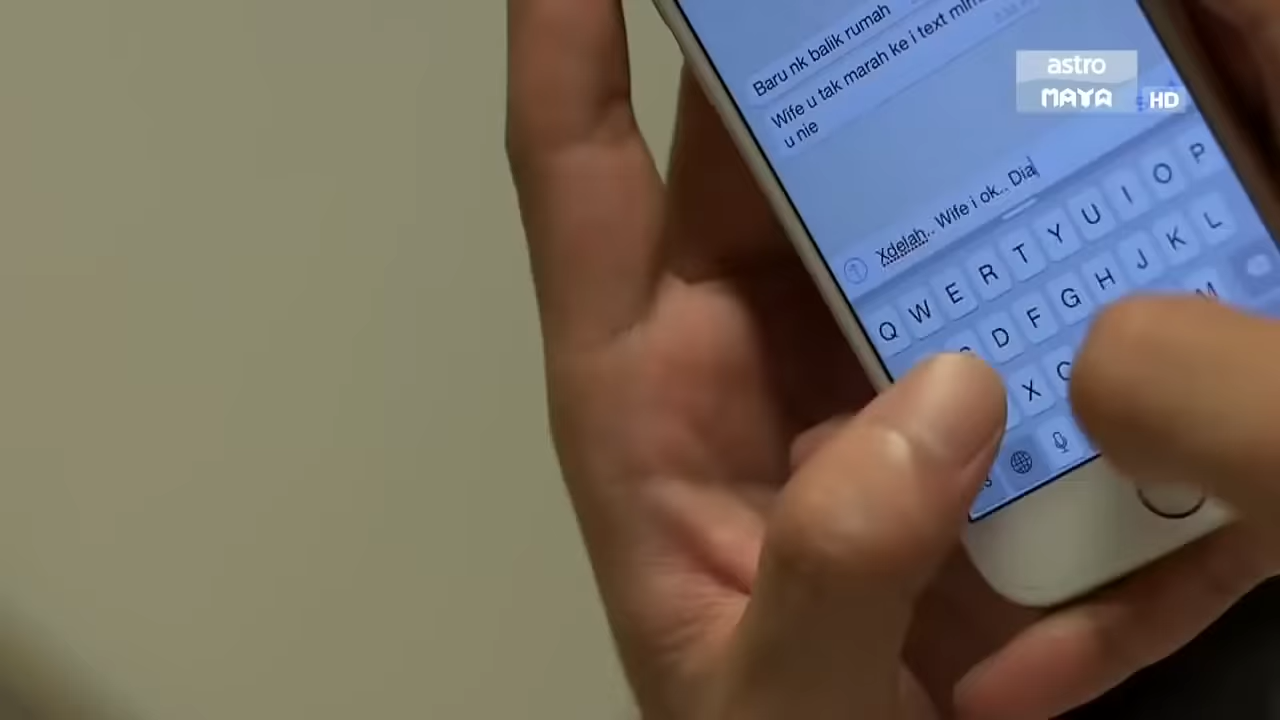 Baru nk balik rumah
Wife u tak marah ke i text
u nie
Xdelah.. Wife i ok.. Dia
astro
MAYA HD
Q W E R T Y U I O P
D F G H J K L
X